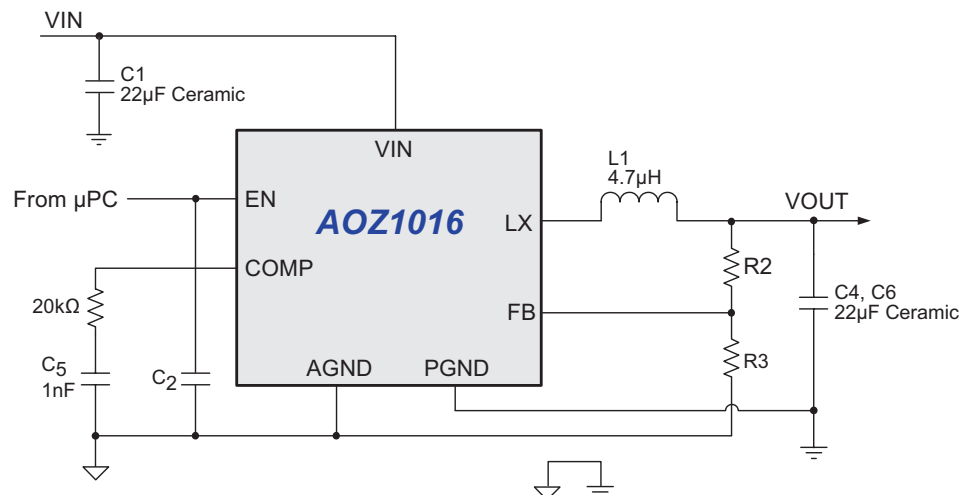 VIN
C1
22µF Ceramic
VIN
L1
4.7µH
From µPC
EN
VOUT
AOZ1016
LX
COMP
R2
20kΩ
C4, C6
22µF Ceramic
FB
C5
1nF
C2
AGND
PGND
R3